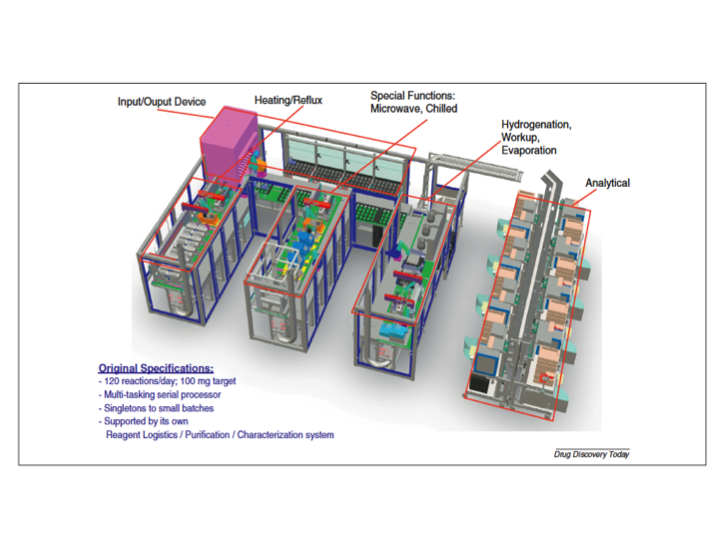 Input/Ouput Device
Heating/Reflux
Special Functions:
Microwave, Chilled
Hydrogenation,
Workup,
Evaporation
Analytical
Original Specifications:
- 120 reactions/day; 100 mg target
- Multi-tasking serial processor
- Singletons to small batches
- Supported by its own
Reagent Logistics / Purification / Characterization system
Drug Discovery Today